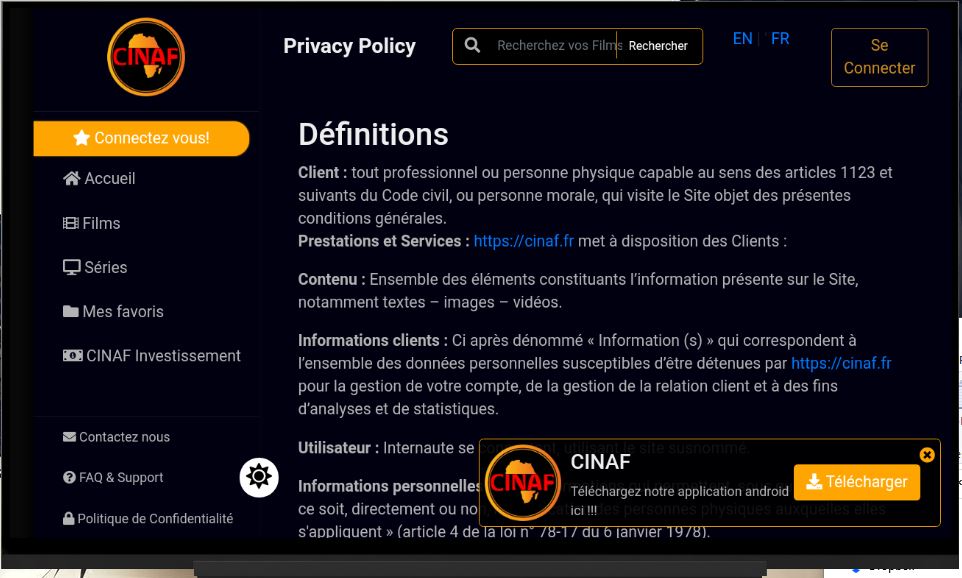 CINAF
Privacy Policy
Recherchez vos Films
Rechercher
EN | FR
Se
Connecter
Connectez vous!
Accueil
Films
Séries
Mes favoris
CINAF Investissement
Contactez nous
FAQ & Support
Politique de Confidentialité
Définitions
Client : tout professionnel ou personne physique capable au sens des articles 1123 et
suivants du Code civil, ou personne morale, qui visite le Site objet des présentes
conditions générales.
Prestations et Services : https://cinaf.fr met à disposition des Clients :
Contenu : Ensemble des éléments constituants l'information présente sur le Site,
notamment textes – images – vidéos.
Informations clients : Ci après dénommé « Information (s) » qui correspondent à
l'ensemble des données personnelles susceptibles d'être détenues par https://cinaf.fr
pour la gestion de votre compte, de la gestion de la relation client et à des fins
d'analyses et de statistiques.
Utilisateur : Internaute se connectant, utilisant le site susnommé.
Informations personnelles
ce soit, directement ou non, des personnes physiques auxquelles elles
s'appliquent » (article 4 de la loi n° 78-17 du 6 janvier 1978).
CINAF
CINAF
Téléchargez notre application android
ici !!!
Télécharger